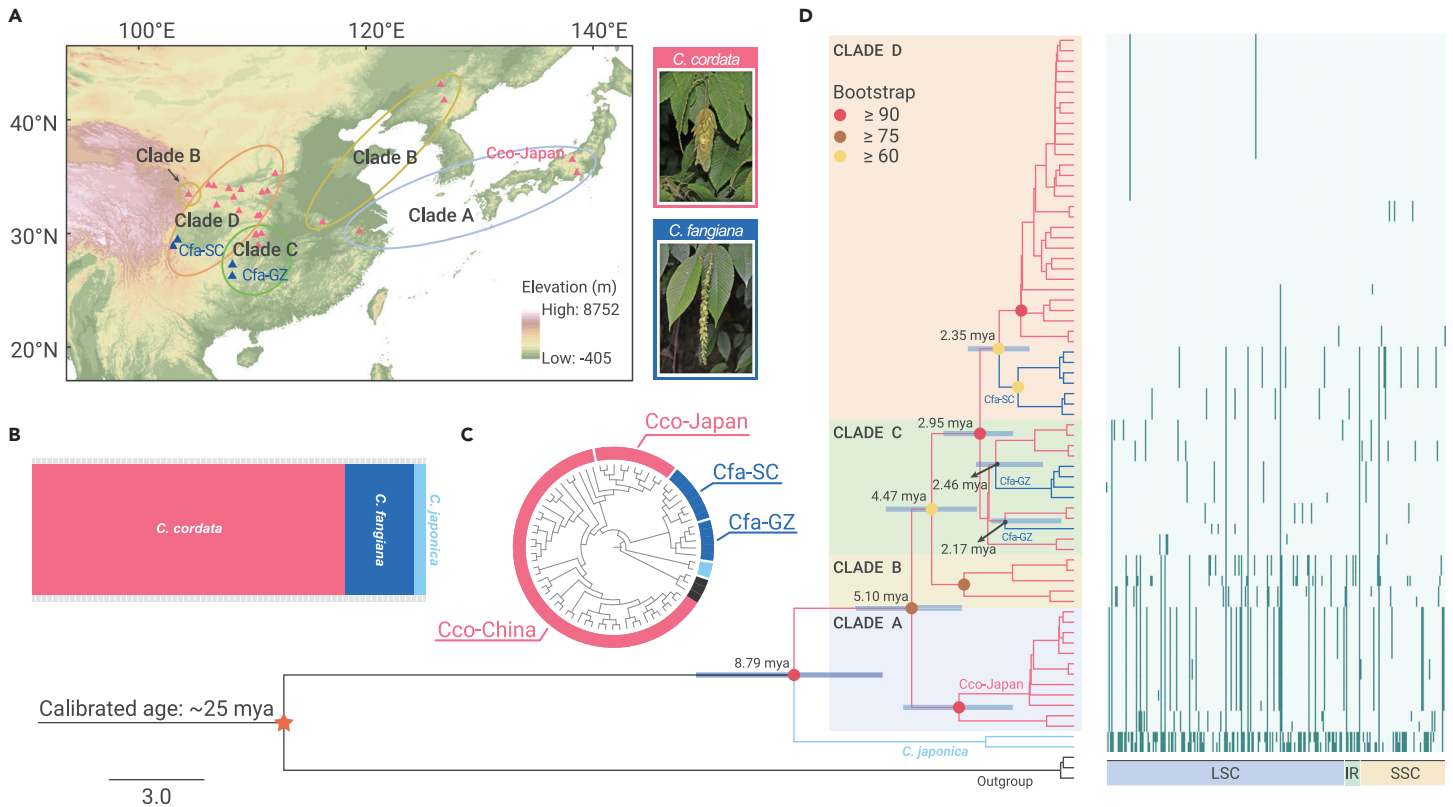 A
100°E 120°E 140°E
40°N
30°N
20°N
Clade B
Clade B
Cco-Japan
Clade A
Clade D
Cfa-SC
Clade C
Cfa-GZ
Elevation (m)
High: 8752
Low: -405
C. cordata
C. fangiana
B
C. cordata
C. fangiana
C. japonica
C
Cco-Japan
Cfa-SC
Cfa-GZ
Cco-China
D
CLADE D
Bootstrap
≥ 90
≥ 75
≥ 60
2.35 mya
Cfa-SC
2.95 mya
CLADE C
2.46 mya
Cfa-GZ
4.47 mya
Cfa-GZ
2.17 mya
CLADE B
5.10 mya
CLADE A
8.79 mya
Cco-Japan
Calibrated age: ~25 mya
C. japonica
Outgroup
3.0
LSC IR SSC